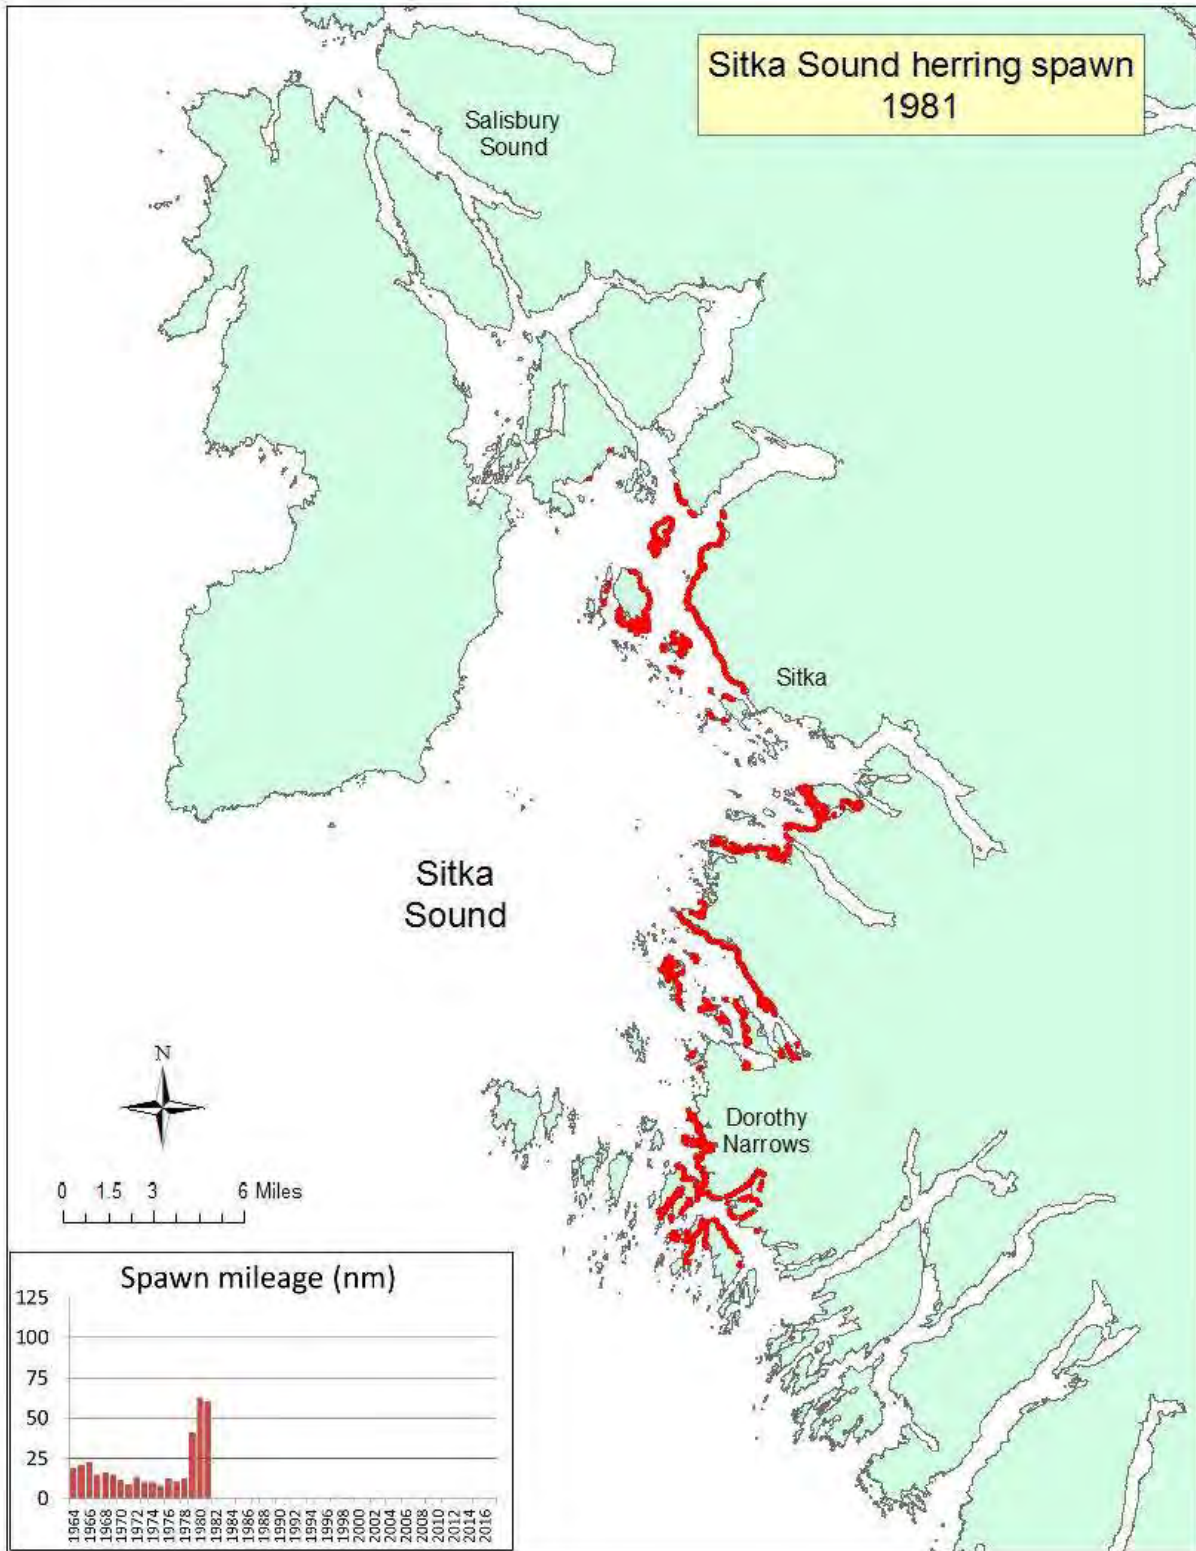 Sitka Sound herring spawn
1981
Salisbury
Sound
Sitka
Sitka
Sound
N
Dorothy
Narrows
0 1.5 3 6 Miles
Spawn mileage (nm)
125
100
75
50
25
0
1964 1966 1968 1970 1972 1974 1976 1978 1980 1982 1984 1986 1988 1990 1992 1994 1996 1998 2000 2002 2004 2006 2008 2010 2012 2014 2016